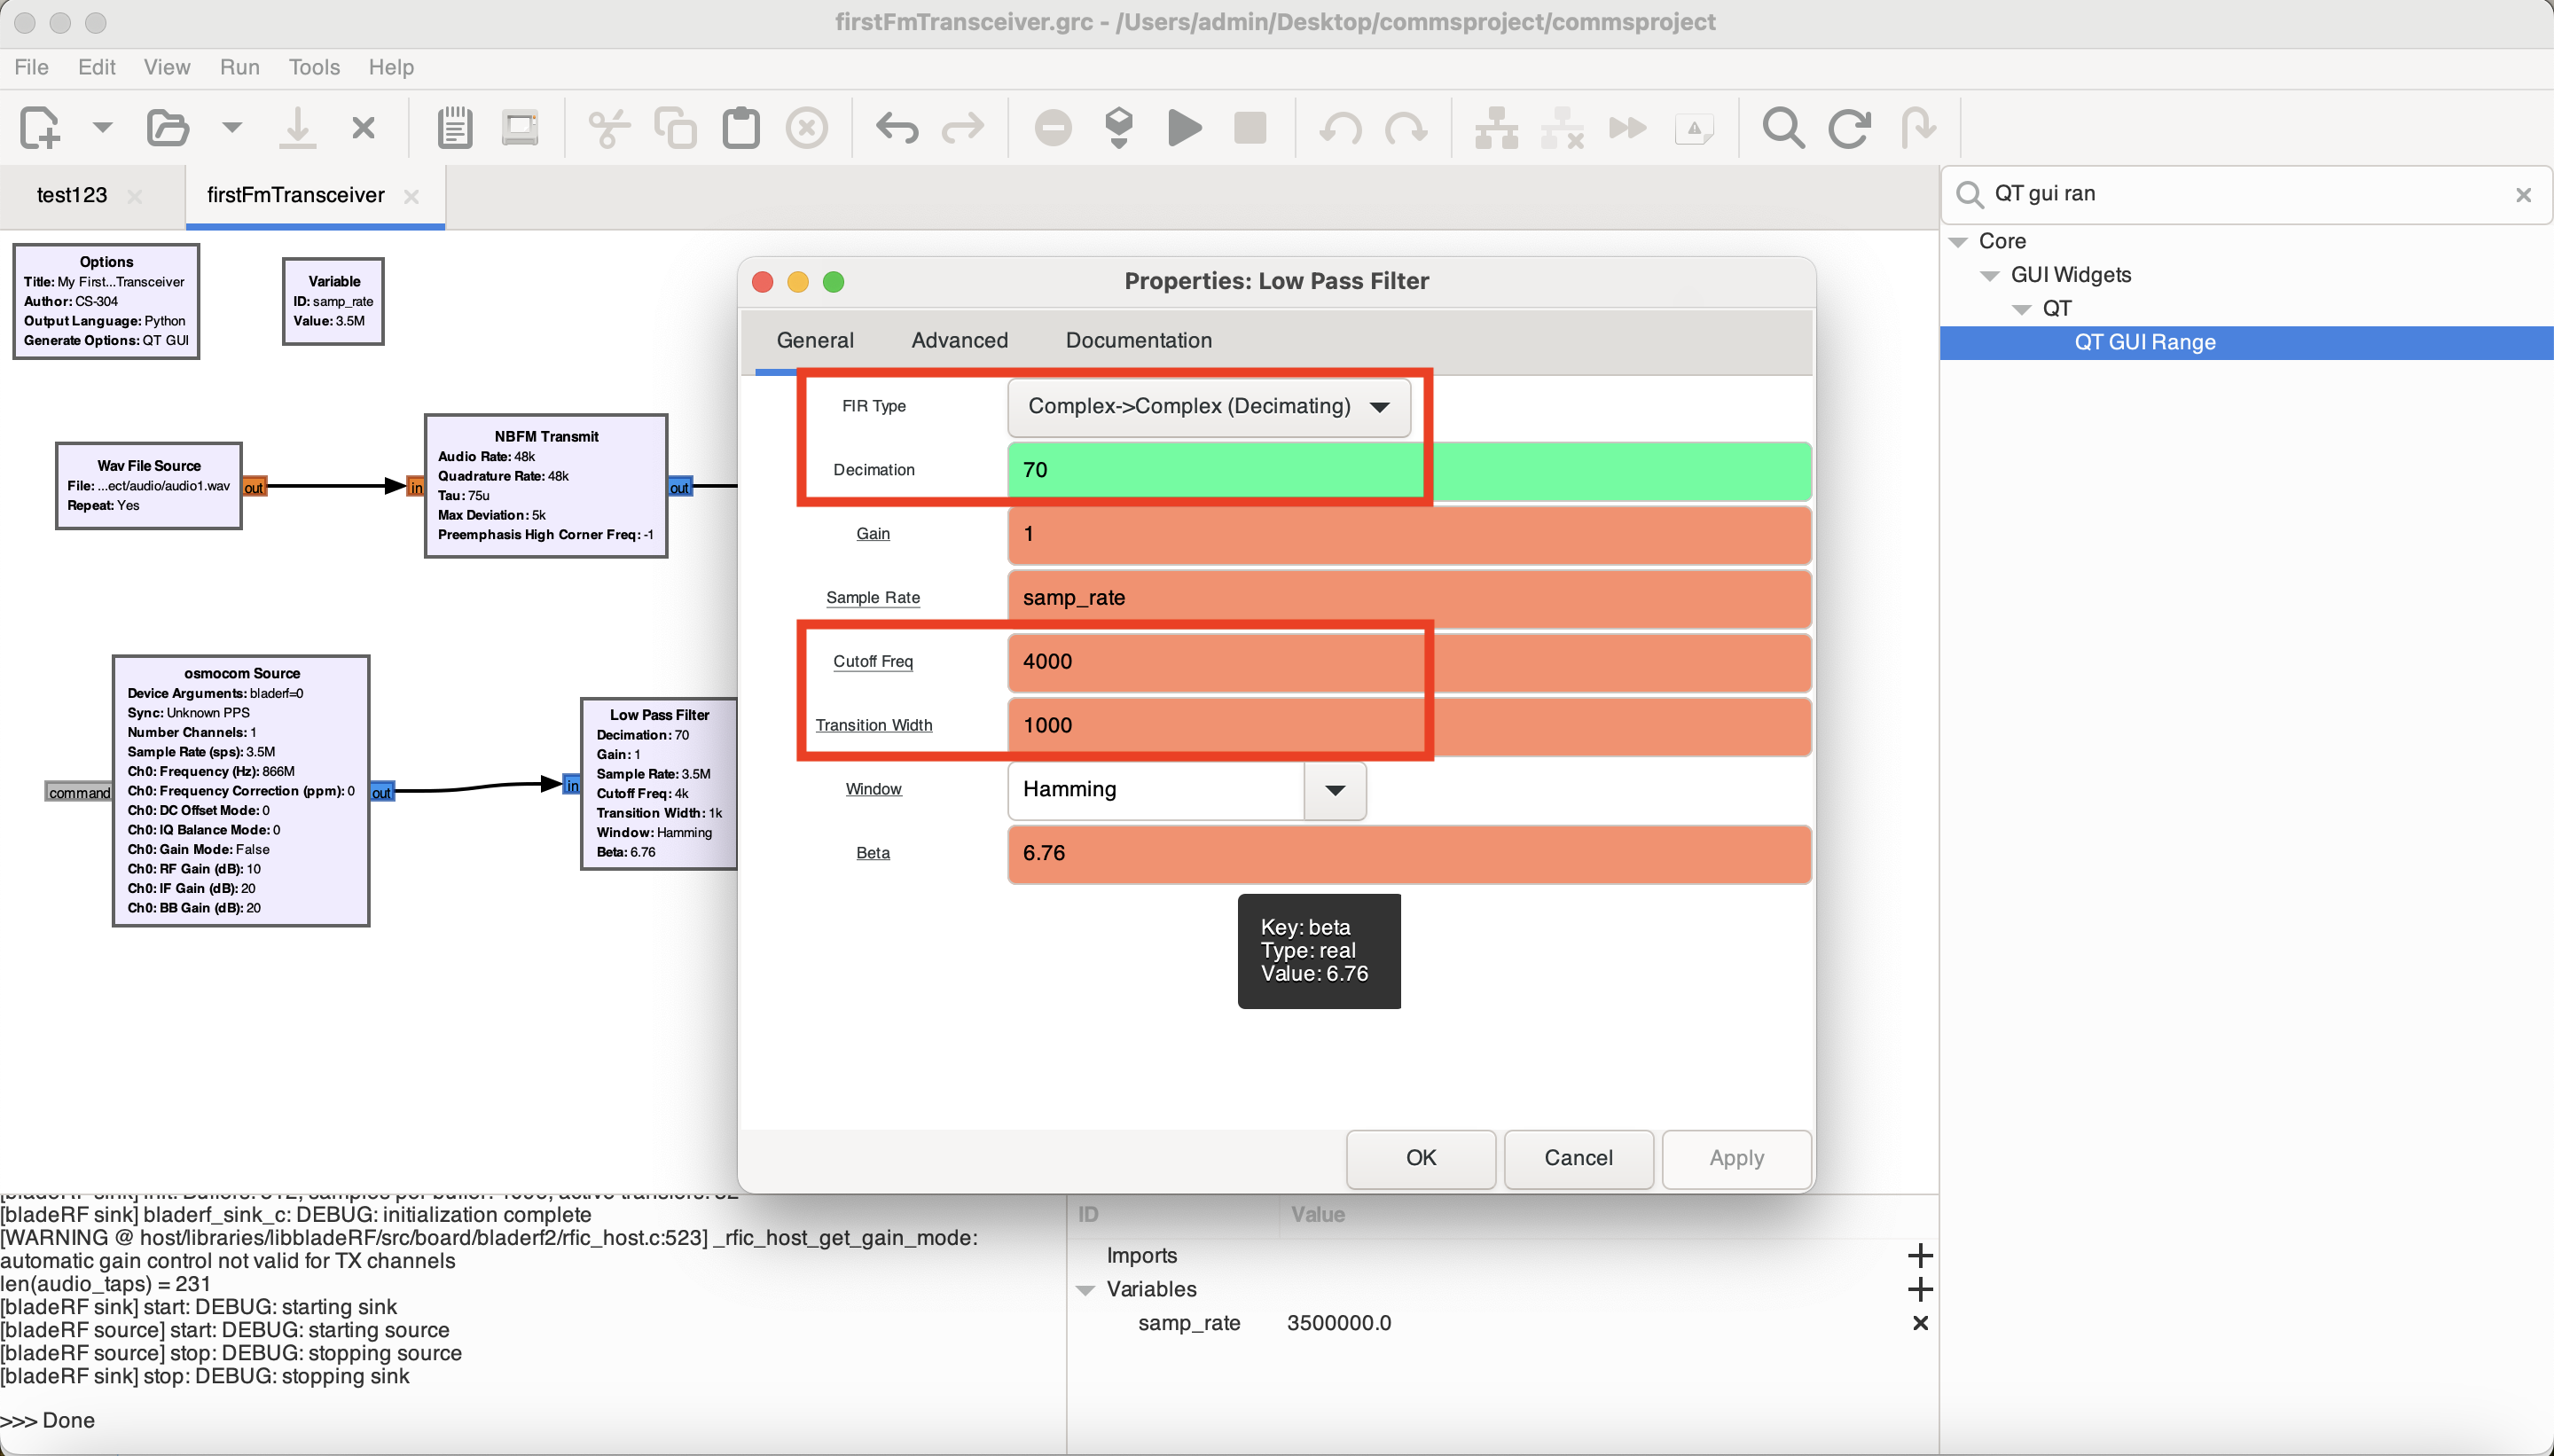 firstFmTransceiver.grc - /Users/admin/Desktop/commsproject/commsproject
File Edit View Run Tools Help
test123
firstFmTransceiver
QT gui ran
Core
GUI Widgets
QT
QT GUI Range
Options
Title: My First...Transceiver
Author: CS-304
Output Language: Python
Generate Options: QT GUI
Variable
ID: samp_rate
Value: 3.5M
Wav File Source
File: ...ect/audio/audio1.wav
Repeat: Yes
out
in
NBFM Transmit
Audio Rate: 48k
Quadrature Rate: 48k
Tau: 75u
Max Deviation: 5k
Preemphasis High Corner Freq: -1
out
command
osmocom Source
Device Arguments: bladerf=0
Sync: Unknown PPS
Number Channels: 1
Sample Rate (sps): 3.5M
Ch0: Frequency (Hz): 866M
Ch0: Frequency Correction (ppm): 0
Ch0: DC Offset Mode: 0
Ch0: IQ Balance Mode: 0
Ch0: Gain Mode: False
Ch0: RF Gain (dB): 10
Ch0: IF Gain (dB): 20
Ch0: BB Gain (dB): 20
out
in
Low Pass Filter
Decimation: 70
Gain: 1
Sample Rate: 3.5M
Cutoff Freq: 4k
Transition Width: 1k
Window: Hamming
Beta: 6.76
Properties: Low Pass Filter
General Advanced Documentation
FIR Type Complex->Complex (Decimating)
Decimation 70
Gain 1
Sample Rate samp_rate
Cutoff Freq 4000
Transition Width 1000
Window Hamming
Beta 6.76
Key: beta
Type: real
Value: 6.76
OK Cancel Apply
[bladeRF sink] bladerf_sink_c: DEBUG: initialization complete
[WARNING @ host/libraries/libbladeRF/src/board/bladerf2/rfic_host.c:523] _rfic_host_get_gain_mode:
automatic gain control not valid for TX channels
len(audio_taps) = 231
[bladeRF sink] start: DEBUG: starting sink
[bladeRF source] start: DEBUG: starting source
[bladeRF source] stop: DEBUG: stopping source
[bladeRF sink] stop: DEBUG: stopping sink
>>> Done
ID Value
Imports
Variables
samp_rate 3500000.0